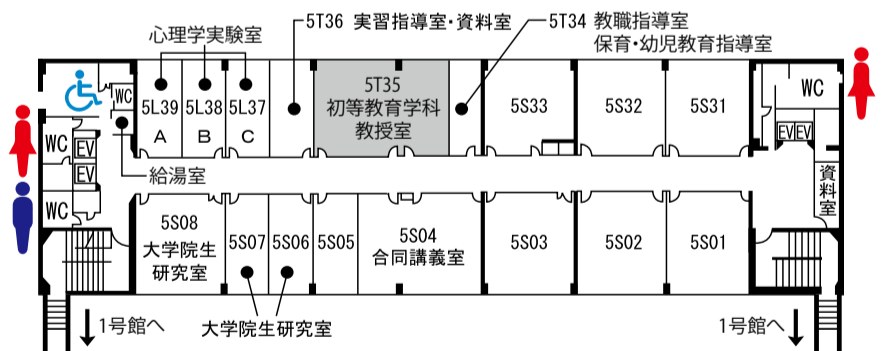 心理学実験室
5T36 実習指導室・資料室
5T34 教職指導室
保育・幼児教育指導室
WC
5L39
A
5L38
B
5L37
C
5T35
初等教育学科
教授室
5S33
5S32
5S31
WC
WC
EV
EV
給湯室
EV EV
WC
資料室
5S08
大学院生
研究室
5S07
5S06
5S05
5S04
合同講義室
5S03
5S02
5S01
大学院生研究室
1号館へ
1号館へ